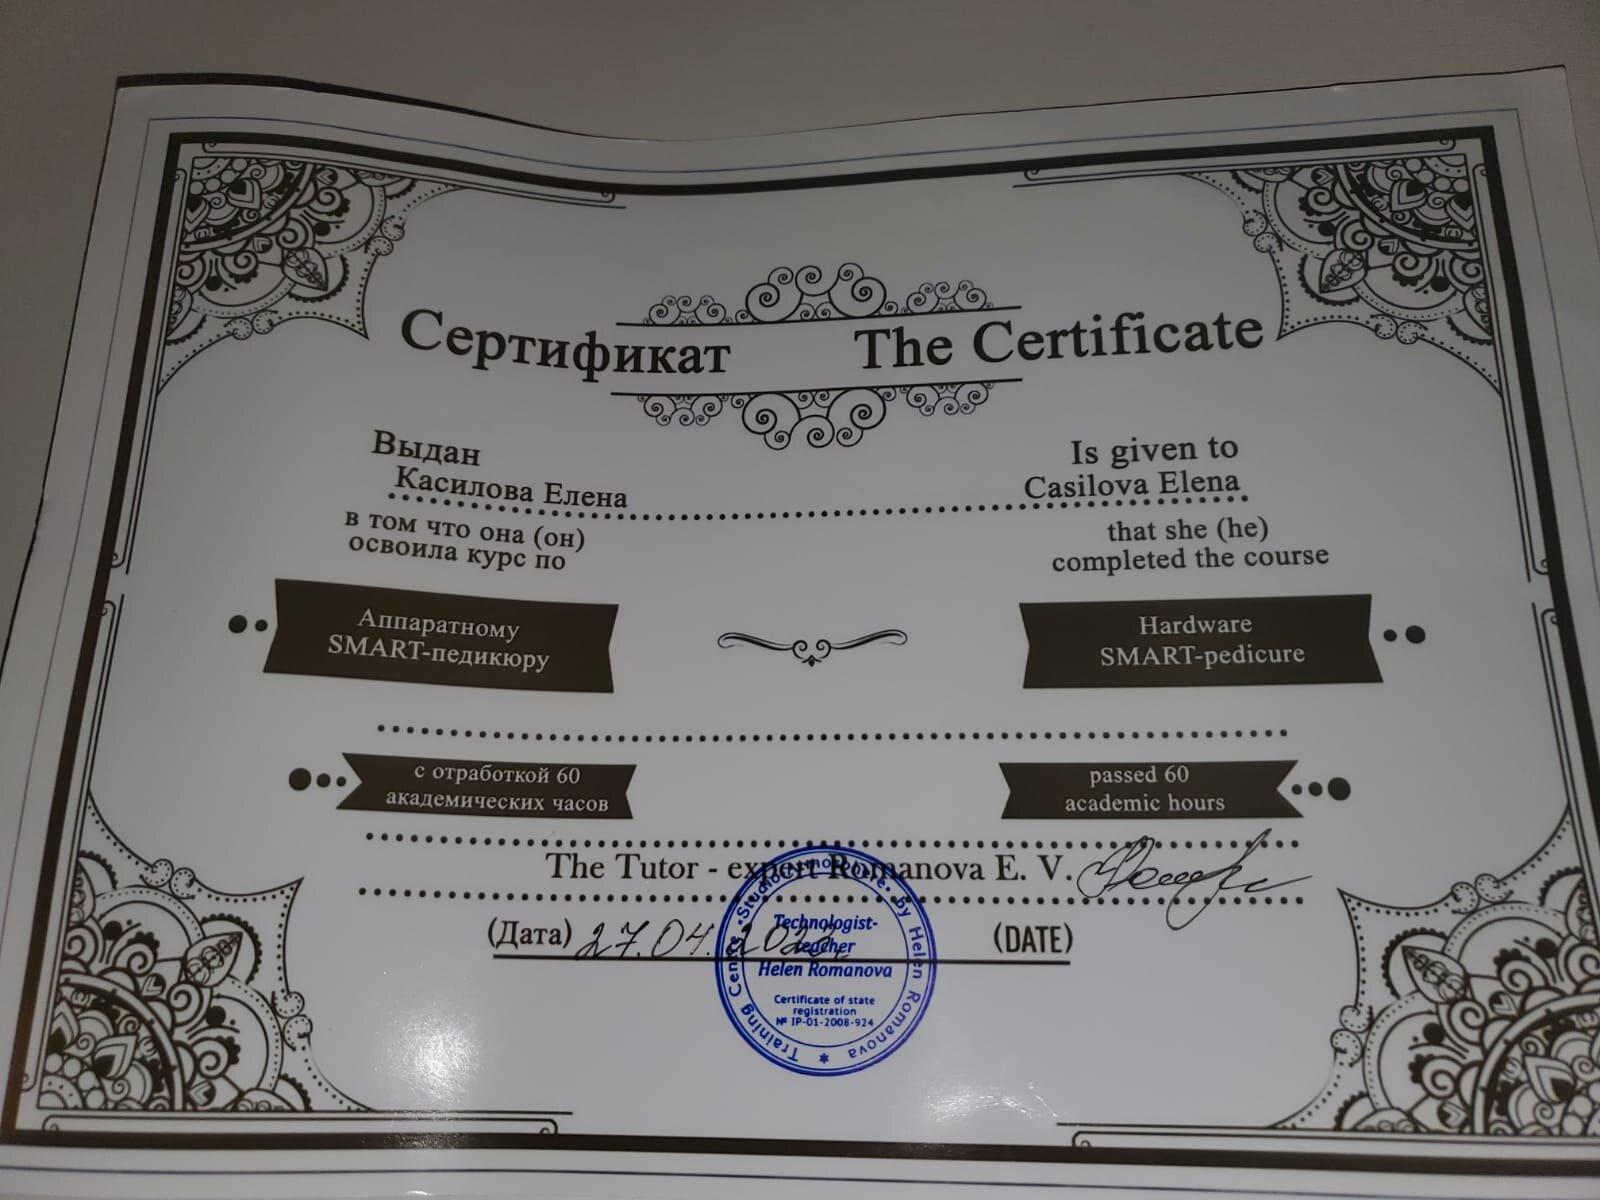 Сертификат
The Certificate
Выдан
Касилова Елена
в том что она (он)
освоила курс по
Аппаратному
SMART-педикюру
с отработкой 60
академических часов
Is given to
Casilova Elena
that she (he)
completed the course
Hardware
SMART-pedicure
passed 60
academic hours
The Tutor - expert Romanova E. V.
(Дата) 27.04. (DATE)
Training Centre by Helen Romanova
Technologist-
teacher
Helen Romanova
Certificate of state
registration
№ IP-01-2008-924